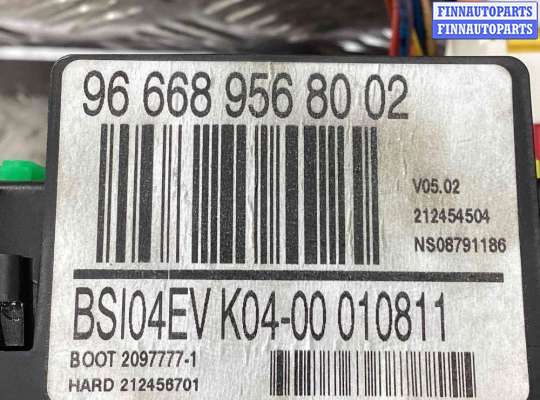 FINNAUTOPARTS
FINNAUTOPARTS
96 668 956 80 02
V05.02
212454504
NS08791186
BSI04EV K04-00 010811
BOOT 2097777-1
HARD 212456701